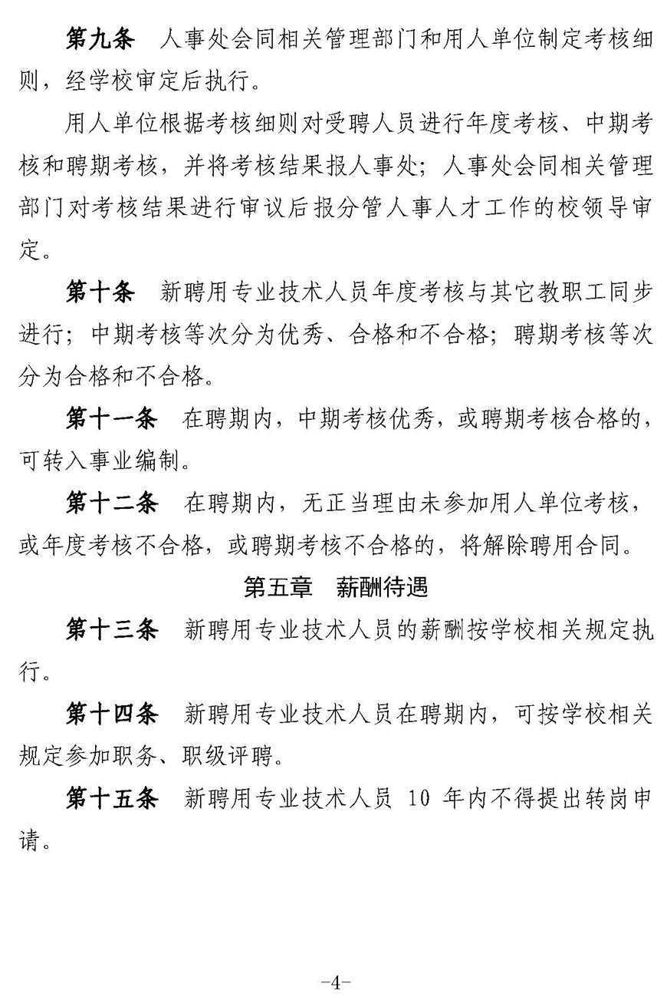 第九条 人事处会同相关管理部门和用人单位制定考核细
则，经学校审定后执行。
用人单位根据考核细则对受聘人员进行年度考核、中期考
核和聘期考核，并将考核结果报人事处；人事处会同相关管理
部门对考核结果进行审议后报分管人事人才工作的校领导审
定。
第十条 新聘用专业技术人员年度考核与其它教职工同步
进行；中期考核等次分为优秀、合格和不合格；聘期考核等次
分为合格和不合格。
第十一条 在聘期内，中期考核优秀，或聘期考核合格的，
可转入事业编制。
第十二条 在聘期内，无正当理由未参加用人单位考核，
或年度考核不合格，或聘期考核不合格的，将解除聘用合同。
第五章 薪酬待遇
第十三条 新聘用专业技术人员的薪酬按学校相关规定执
行。
第十四条 新聘用专业技术人员在聘期内，可按学校相关
规定参加职务、职级评聘。
第十五条 新聘用专业技术人员 10 年内不得提出转岗申
请。
-4-